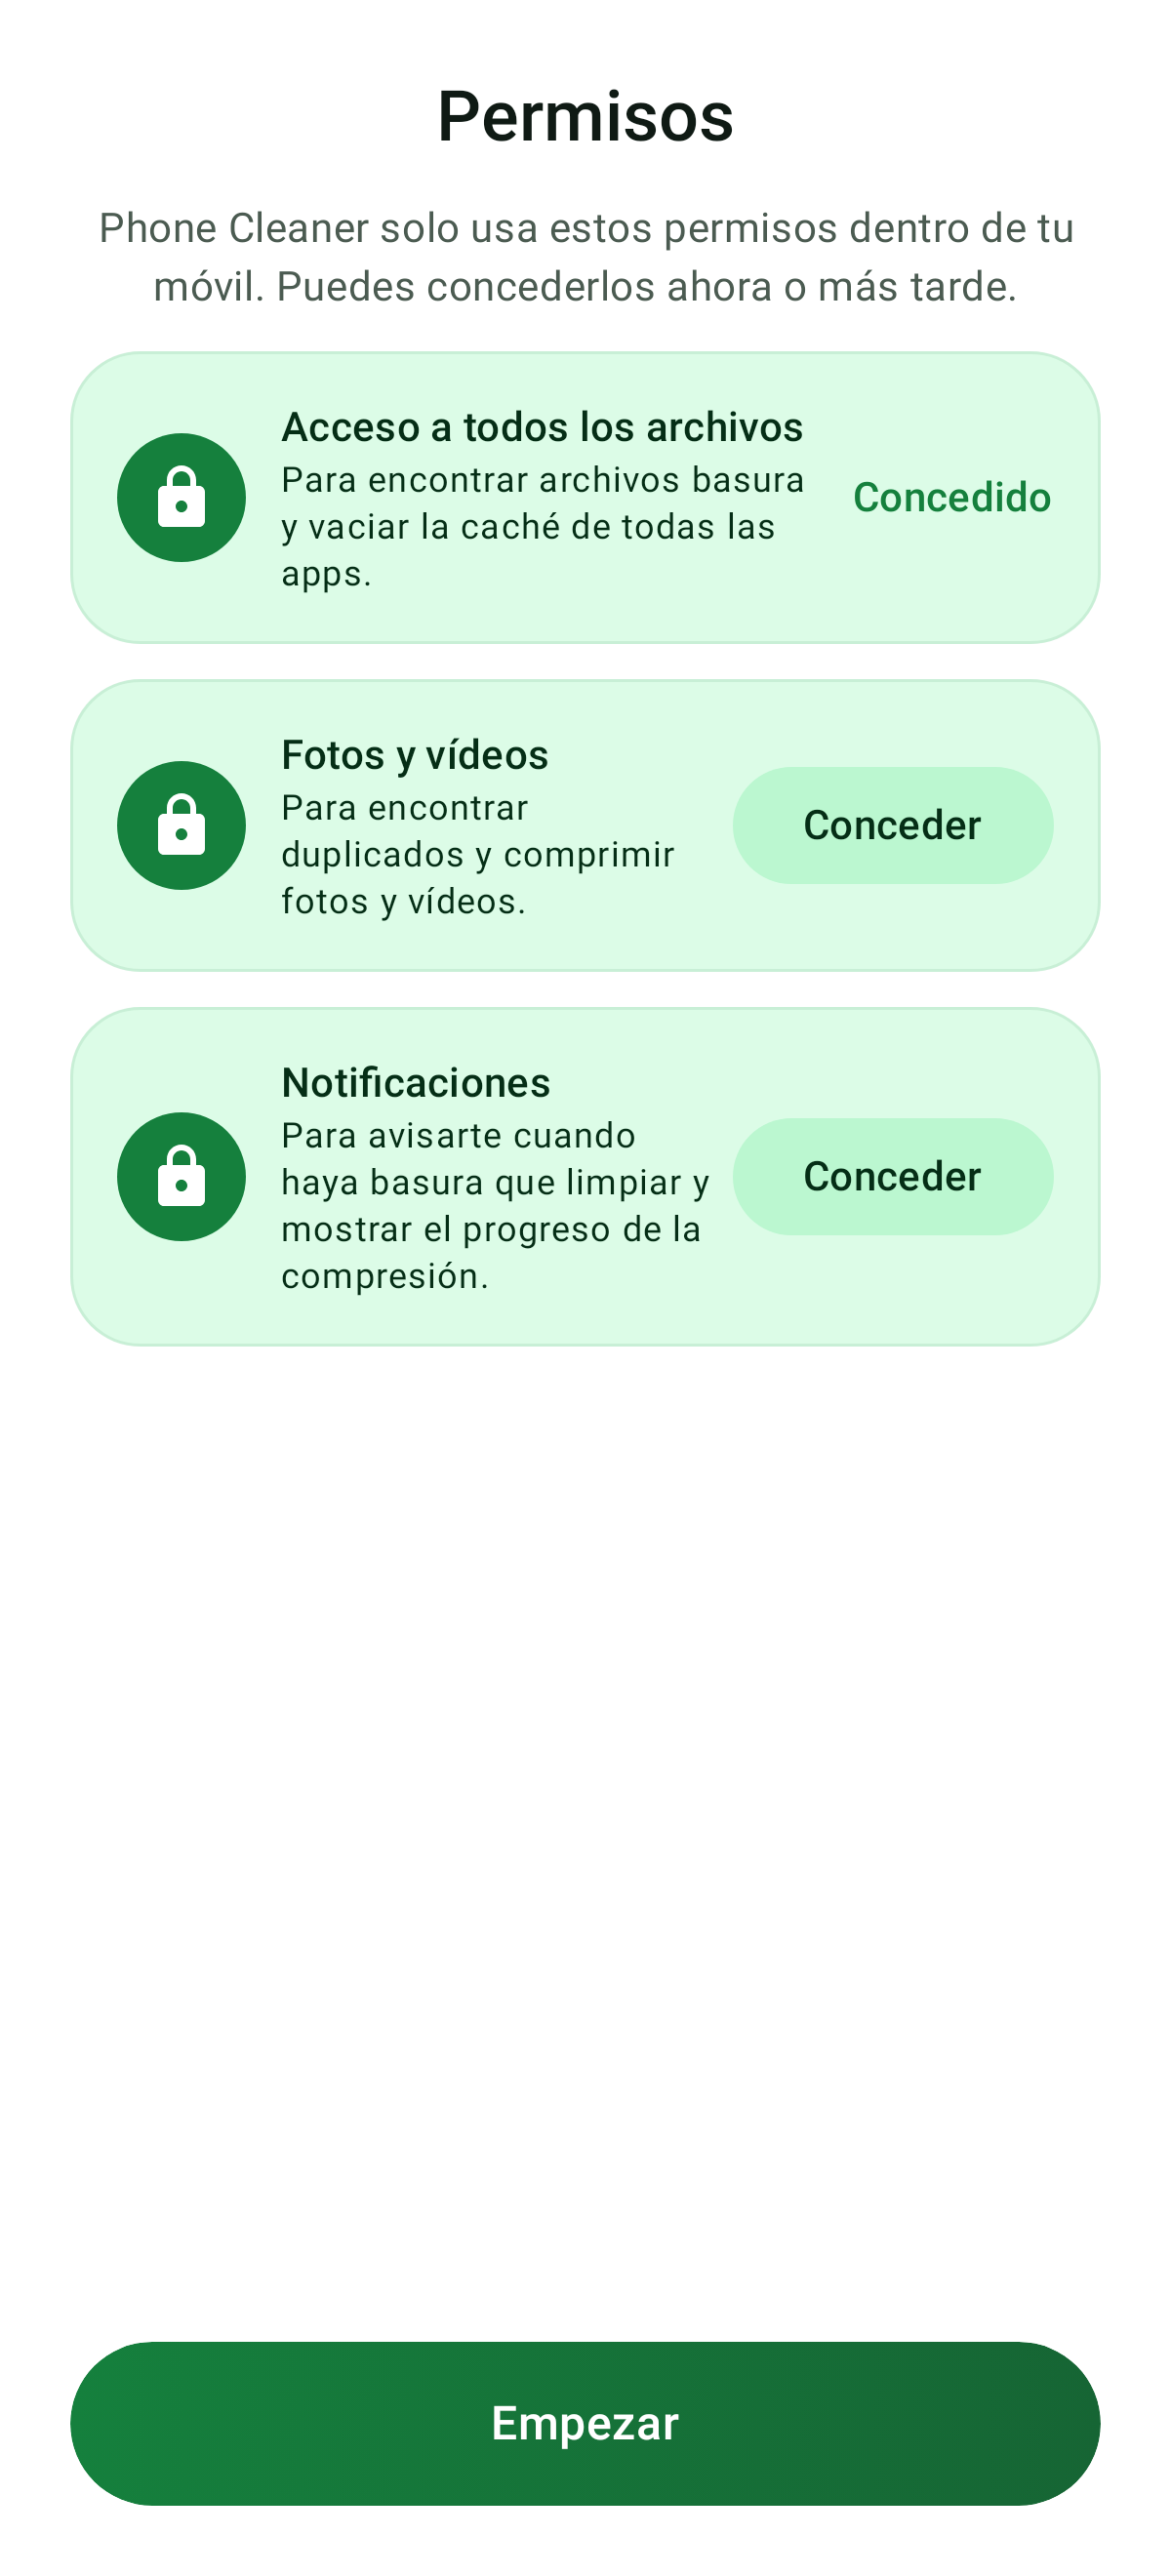 Permisos
Phone Cleaner solo usa estos permisos dentro de tu
móvil. Puedes concederlos ahora o más tarde.
Acceso a todos los archivos
Para encontrar archivos basura
y vaciar la caché de todas las
apps.
Concedido
Fotos y vídeos
Para encontrar
duplicados y comprimir
fotos y vídeos.
Conceder
Notificaciones
Para avisarte cuando
haya basura que limpiar y
mostrar el progreso de la
compresión.
Conceder
Empezar